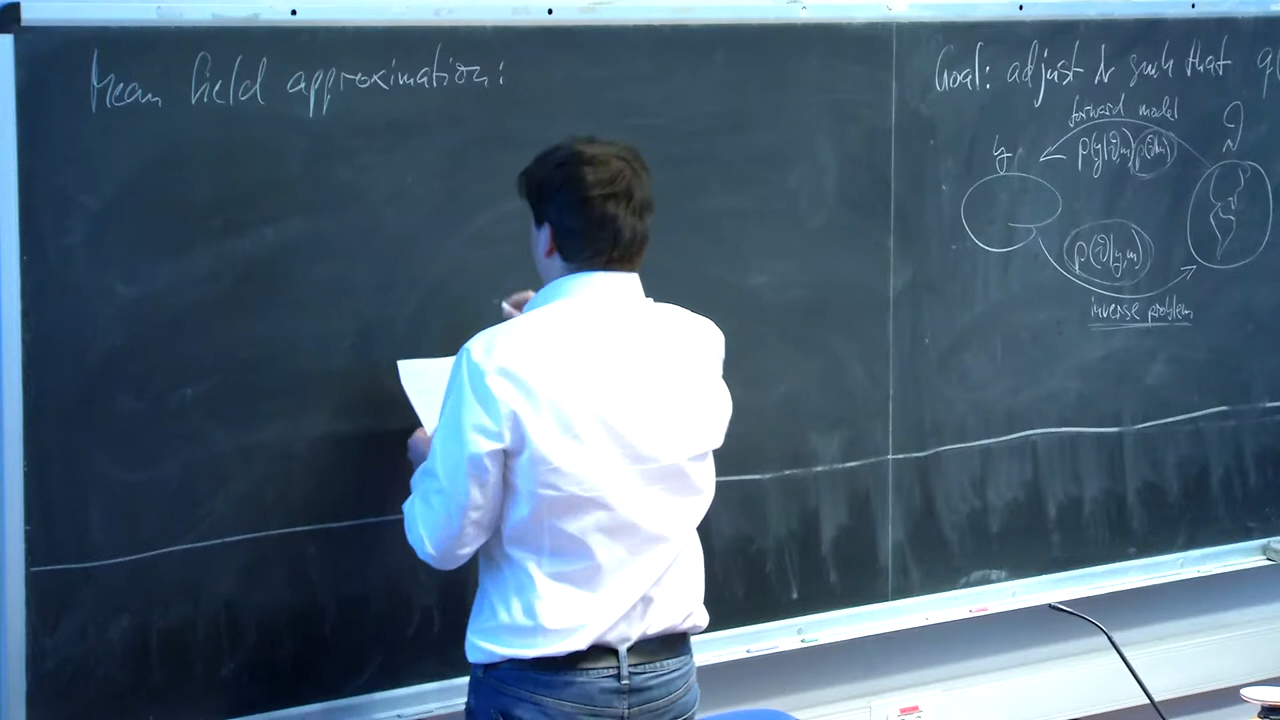 Mean field approximation:
Goal: adjust λ such that q(
forward model
y
p(y|ϑ,m) p(ϑ|m)
ϑ
p(ϑ|y,m)
inverse problem